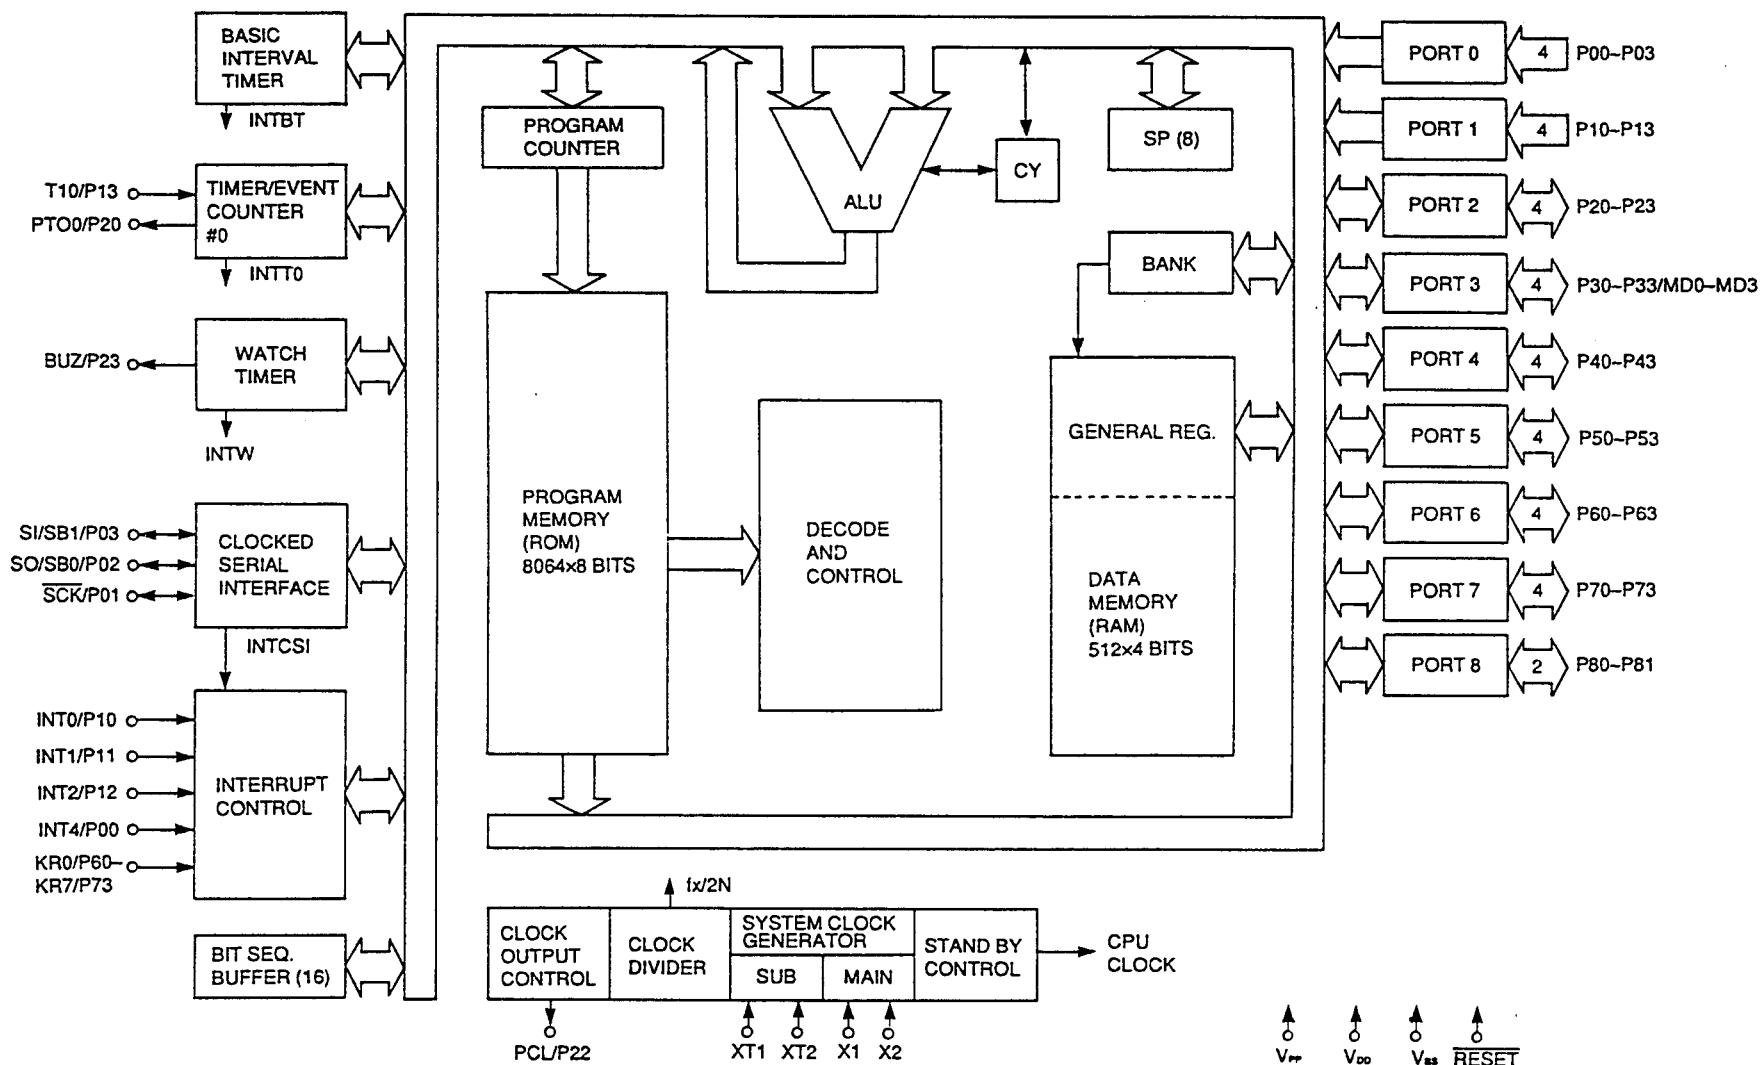 BASIC
INTERVAL
TIMER
INTBT
T10/P13
PTO0/P20
TIMER/EVENT
COUNTER
#0
INTT0
BUZ/P23
WATCH
TIMER
INTW
SI/SB1/P03
SO/SB0/P02
SCK/P01
CLOCKED
SERIAL
INTERFACE
INTCSI
INT0/P10
INT1/P11
INT2/P12
INT4/P00
KR0/P60–
KR7/P73
INTERRUPT
CONTROL
BIT SEQ.
BUFFER (16)
PROGRAM
COUNTER
ALU
CY
SP (8)
BANK
PROGRAM
MEMORY
(ROM)
8064×8 BITS
DECODE
AND
CONTROL
GENERAL REG.
DATA
MEMORY
(RAM)
512×4 BITS
fx/2N
CLOCK
OUTPUT
CONTROL
CLOCK
DIVIDER
SYSTEM CLOCK
GENERATOR
SUB
MAIN
STAND BY
CONTROL
CPU
CLOCK
PCL/P22
XT1
XT2
X1
X2
PORT 0
4
P00~P03
PORT 1
4
P10~P13
PORT 2
4
P20~P23
PORT 3
4
P30~P33/MD0~MD3
PORT 4
4
P40~P43
PORT 5
4
P50~P53
PORT 6
4
P60~P63
PORT 7
4
P70~P73
PORT 8
2
P80~P81
VPP
VDD
VSS
RESET